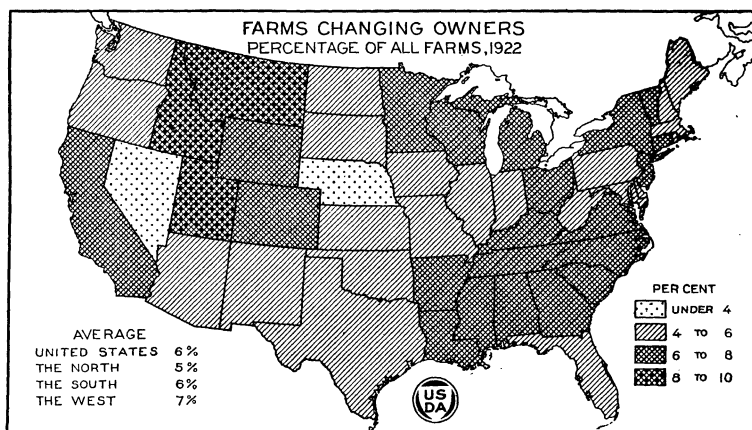 FARMS CHANGING OWNERS
PERCENTAGE OF ALL FARMS, 1922
PER CENT
UNDER 4
4 TO 6
6 TO 8
8 TO 10
AVERAGE
UNITED STATES 6%
THE NORTH 5%
THE SOUTH 6%
THE WEST 7%
US
DA